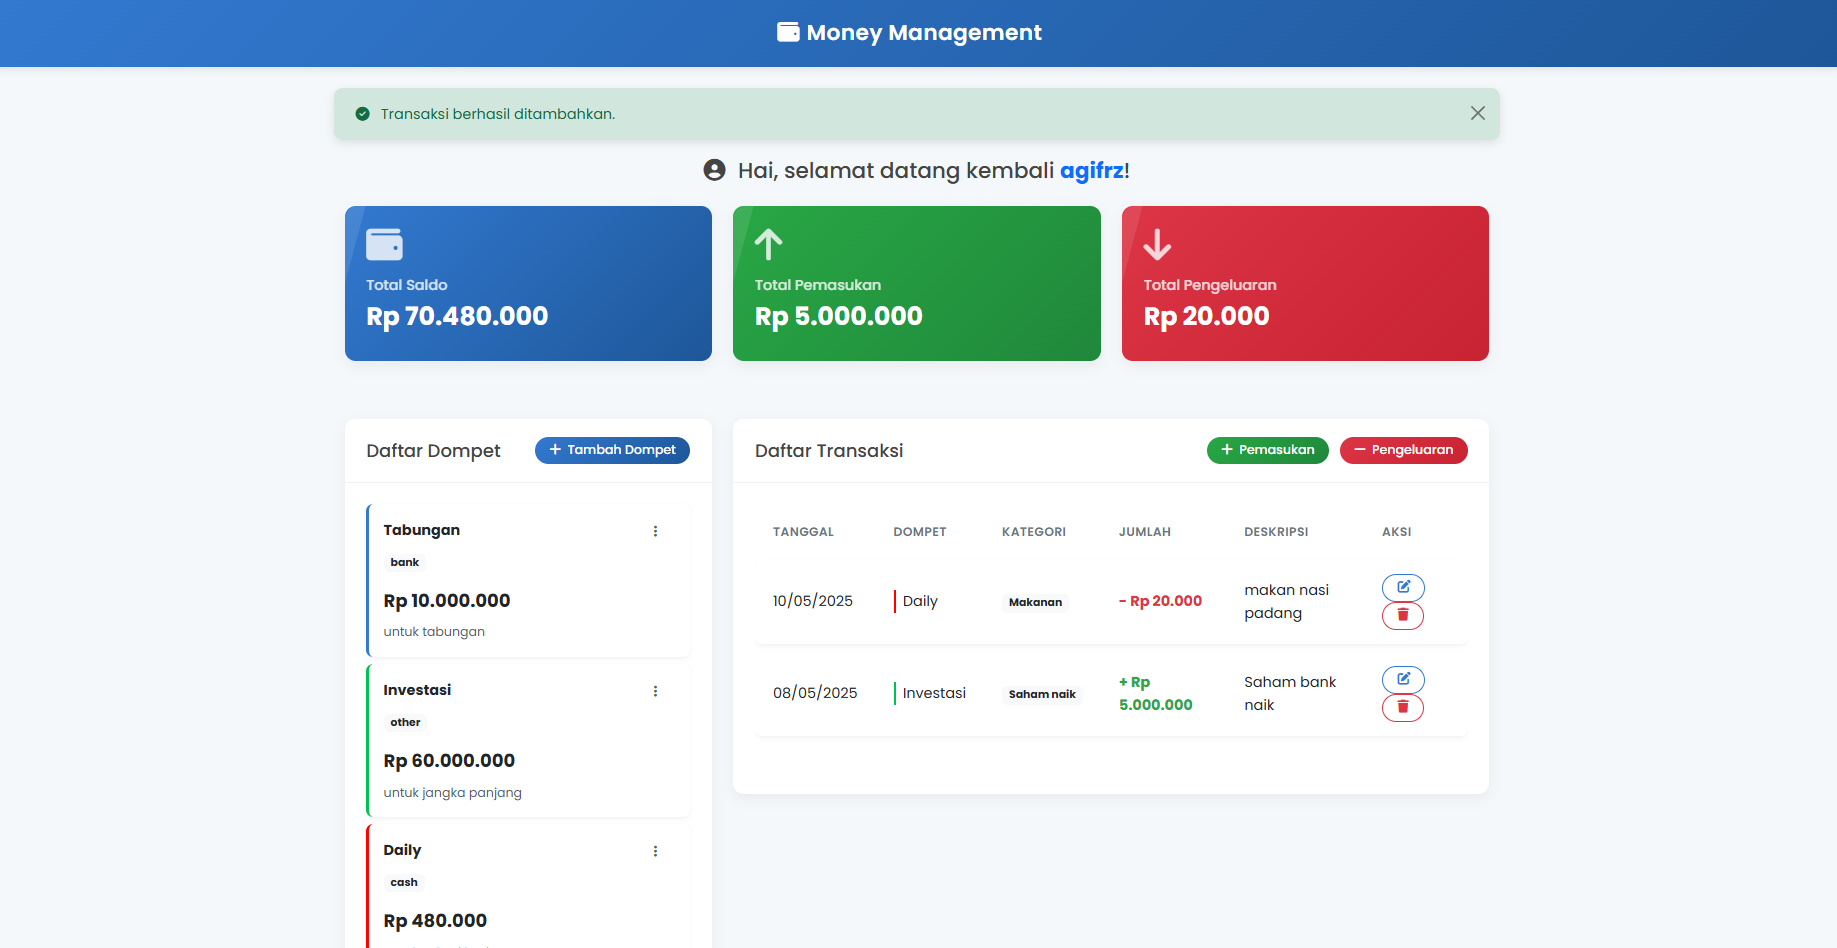 Money Management
Transaksi berhasil ditambahkan.
Hai, selamat datang kembali agifrz!
Total Saldo
Rp 70.480.000
Total Pemasukan
Rp 5.000.000
Total Pengeluaran
Rp 20.000
Daftar Dompet
+ Tambah Dompet
Tabungan
bank
Rp 10.000.000
untuk tabungan
Investasi
other
Rp 60.000.000
untuk jangka panjang
Daily
cash
Rp 480.000
Daftar Transaksi
+ Pemasukan
− Pengeluaran
TANGGAL DOMPET KATEGORI JUMLAH DESKRIPSI AKSI
10/05/2025 Daily Makanan - Rp 20.000 makan nasi
padang
08/05/2025 Investasi Saham naik + Rp
5.000.000 Saham bank
naik